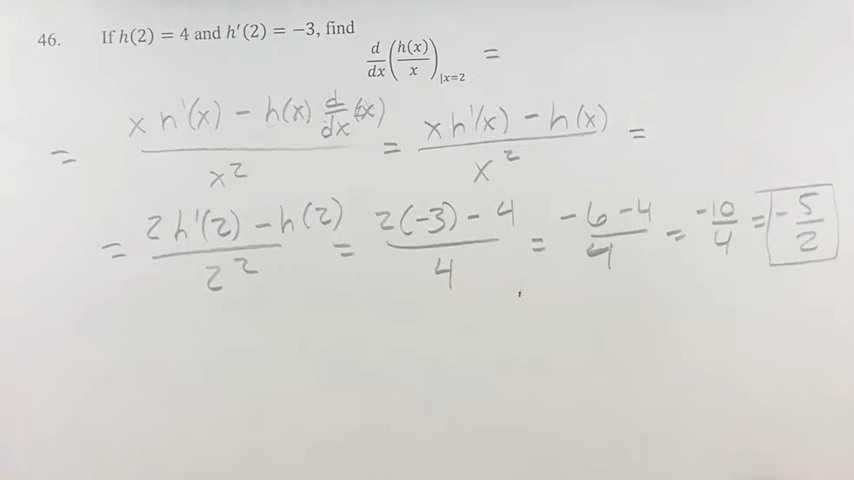 46. If h(2) = 4 and h′(2) = −3, find
d/dx (h(x)/x)|x=2 =
= (x h'(x) − h(x) d/dx (x))/x² = (x h'(x) − h(x))/x² =
= (2 h'(2) − h(2))/2² = (2(−3) − 4)/4 = (−6 −4)/4 = −10/4 = −5/2